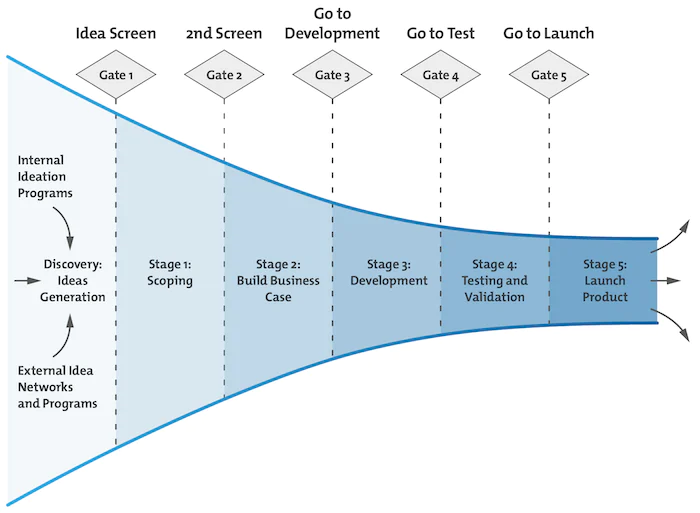 Idea Screen
2nd Screen
Go to
Development
Go to Test
Go to Launch
Gate 1
Gate 2
Gate 3
Gate 4
Gate 5
Internal
Ideation
Programs
Discovery:
Ideas
Generation
External Idea
Networks
and Programs
Stage 1:
Scoping
Stage 2:
Build Business
Case
Stage 3:
Development
Stage 4:
Testing and
Validation
Stage 5:
Launch
Product